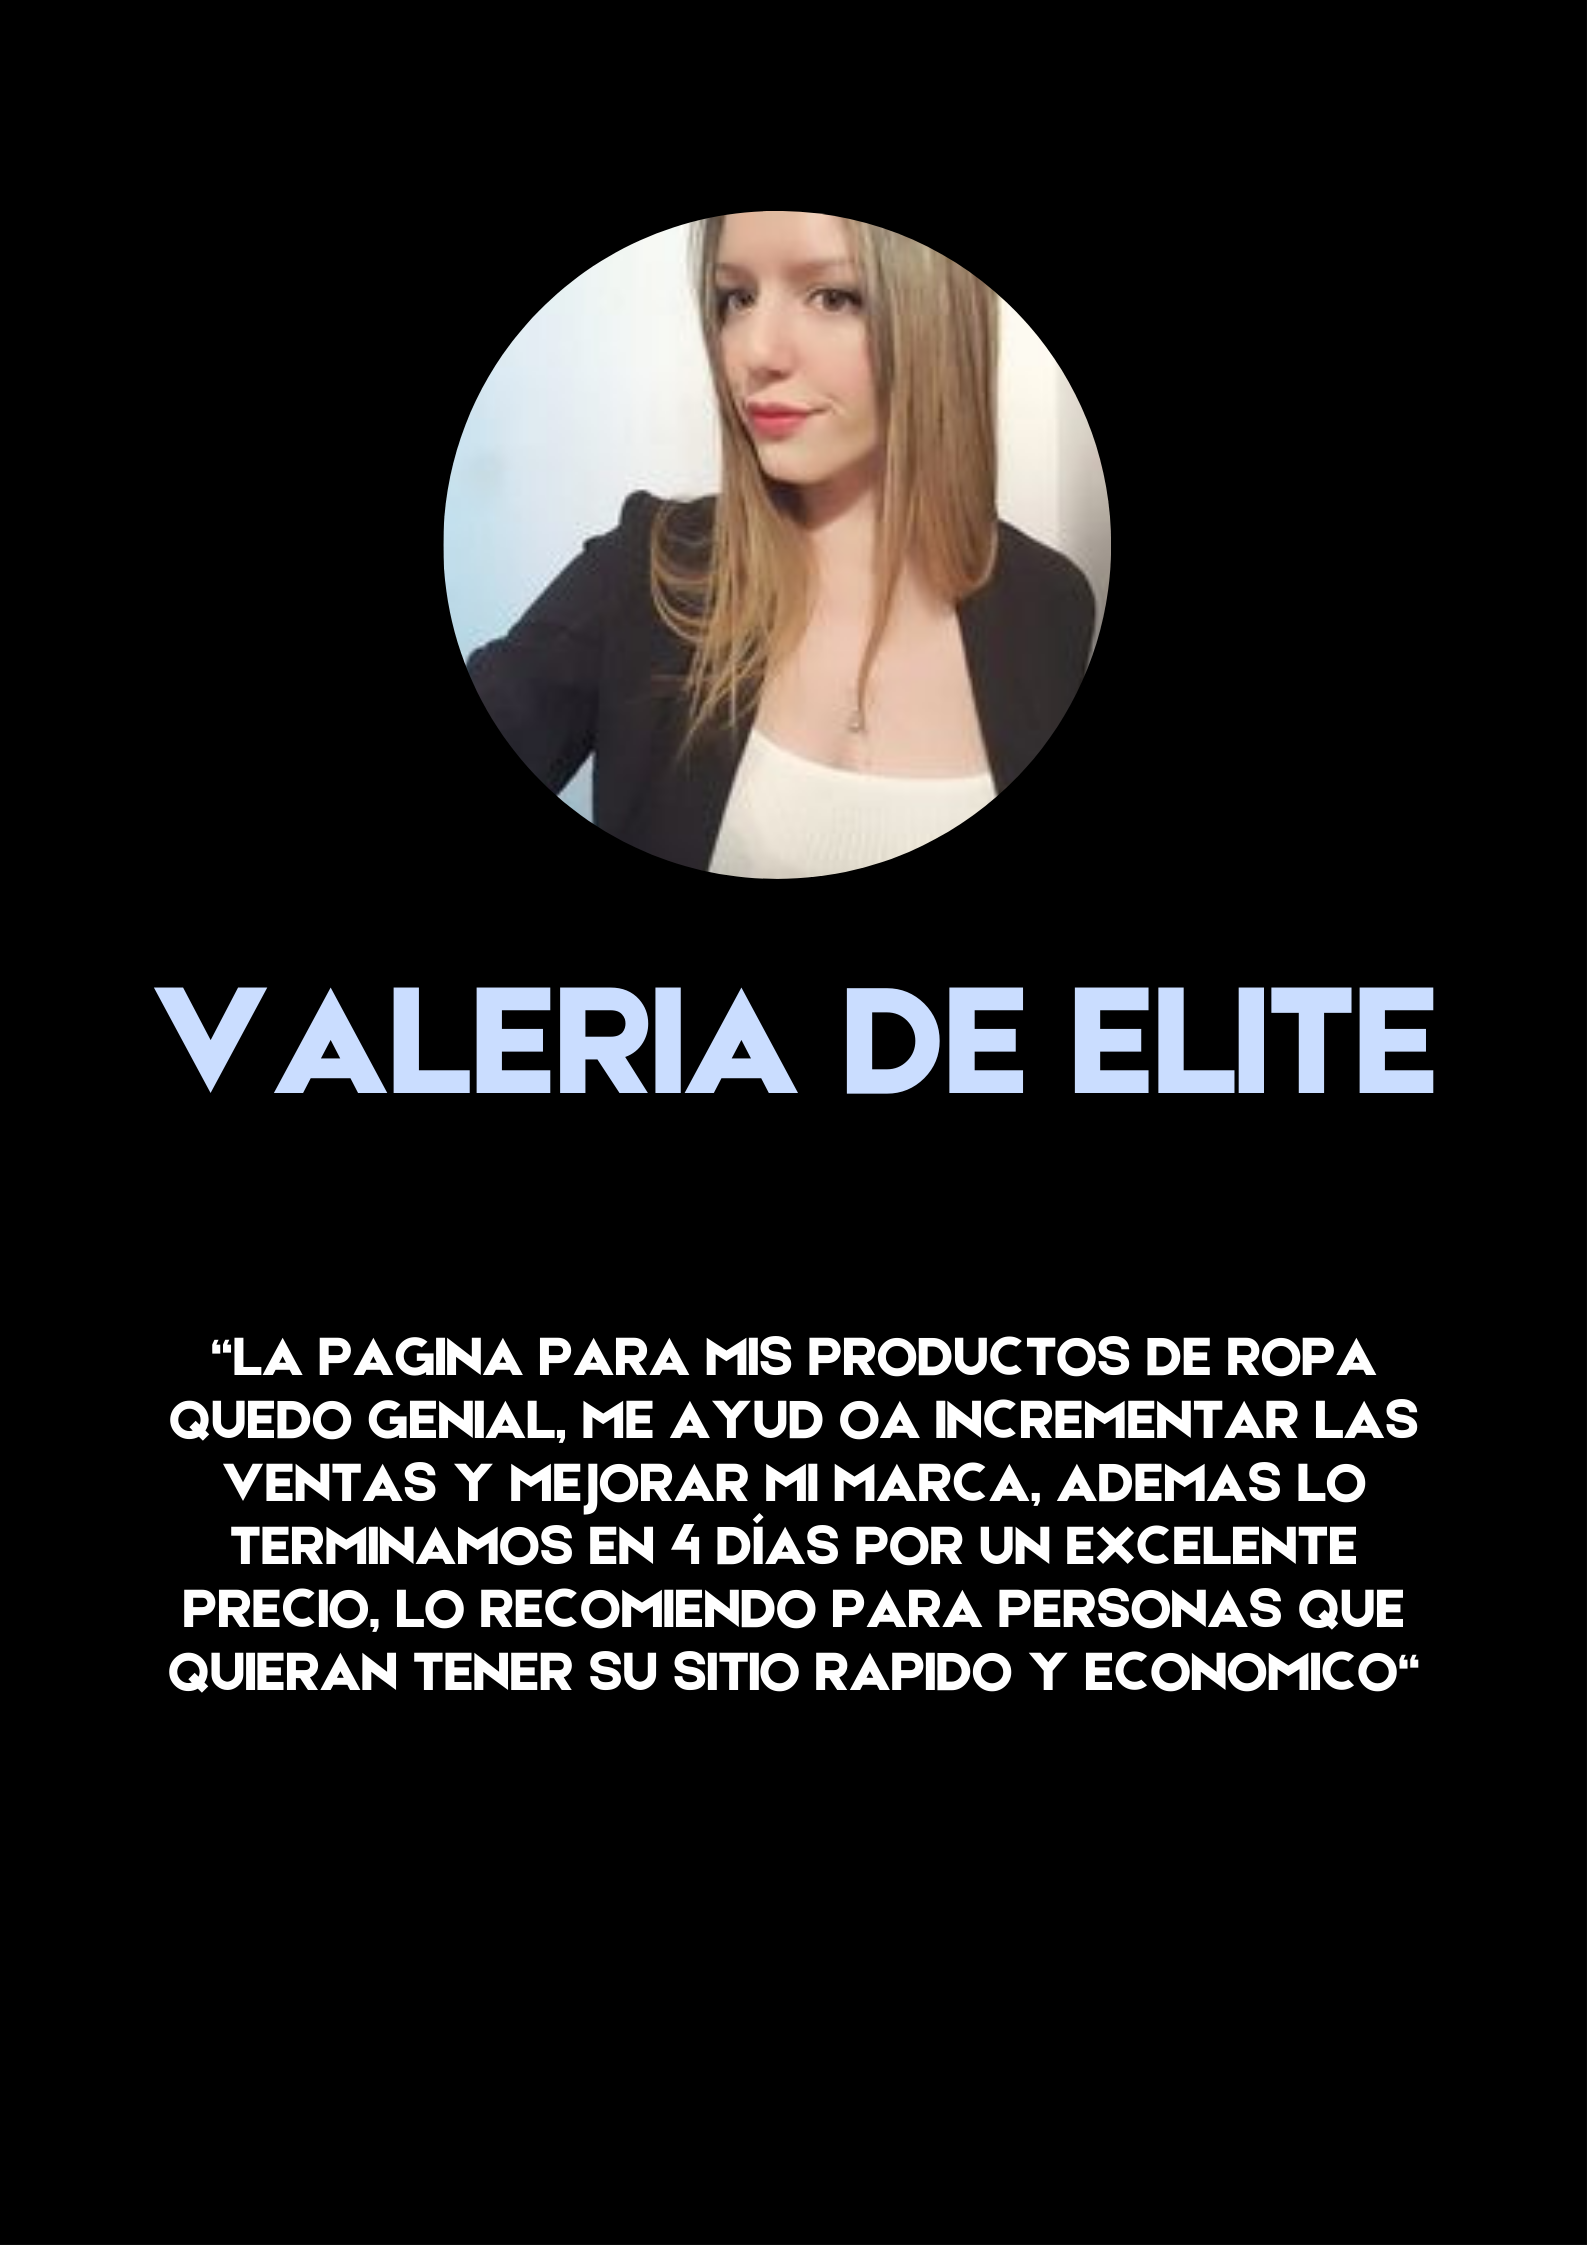 VALERIA DE ELITE
“LA PAGINA PARA MIS PRODUCTOS DE ROPA
QUEDO GENIAL, ME AYUD OA INCREMENTAR LAS
VENTAS Y MEJORAR MI MARCA, ADEMAS LO
TERMINAMOS EN 4 DÍAS POR UN EXCELENTE
PRECIO, LO RECOMIENDO PARA PERSONAS QUE
QUIERAN TENER SU SITIO RAPIDO Y ECONOMICO“